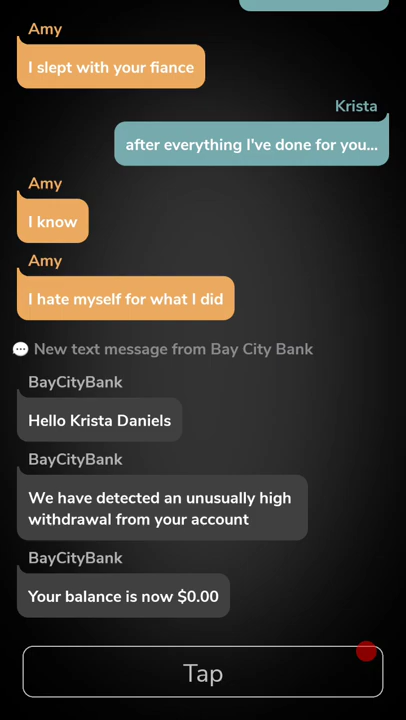 Amy
I slept with your fiance
Krista
after everything I've done for you...
Amy
I know
Amy
I hate myself for what I did
New text message from Bay City Bank
BayCityBank
Hello Krista Daniels
BayCityBank
We have detected an unusually high
withdrawal from your account
BayCityBank
Your balance is now $0.00
Tap